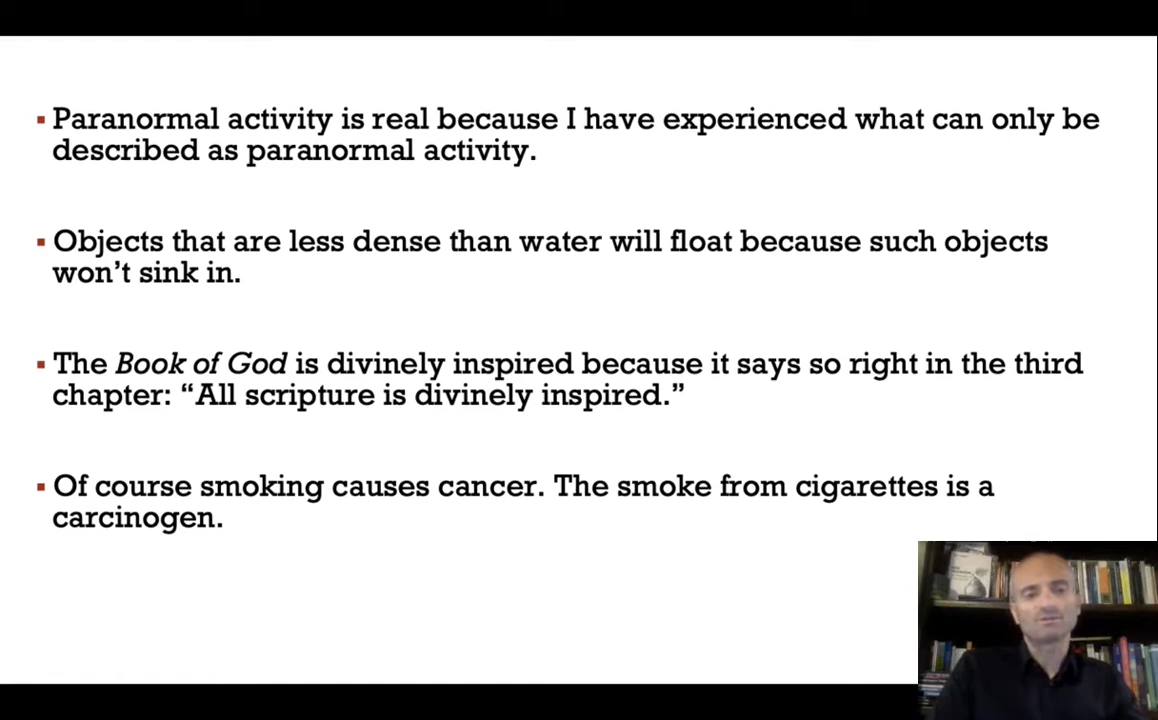 ▪ Paranormal activity is real because I have experienced what can only be
described as paranormal activity.
▪ Objects that are less dense than water will float because such objects
won’t sink in.
▪ The Book of God is divinely inspired because it says so right in the third
chapter: “All scripture is divinely inspired.”
▪ Of course smoking causes cancer. The smoke from cigarettes is a
carcinogen.